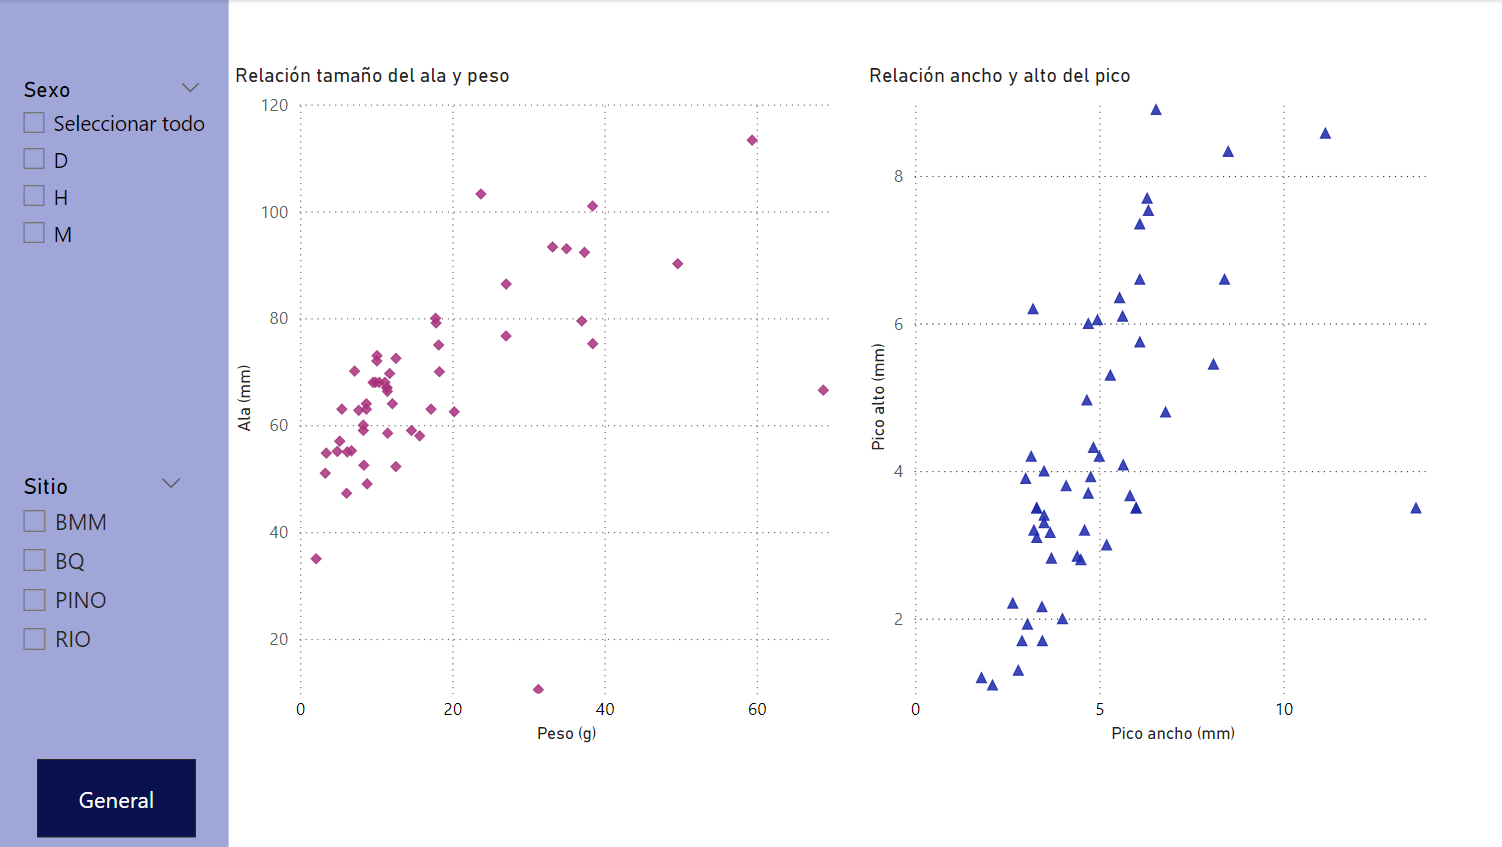 Sexo
Seleccionar todo
D
H
M
Sitio
BMM
BQ
PINO
RIO
General
Relación tamaño del ala y peso
120
100
80
60
40
20
Ala (mm)
0
20
40
60
Peso (g)
Relación ancho y alto del pico
8
6
4
2
Pico alto (mm)
0
5
10
Pico ancho (mm)